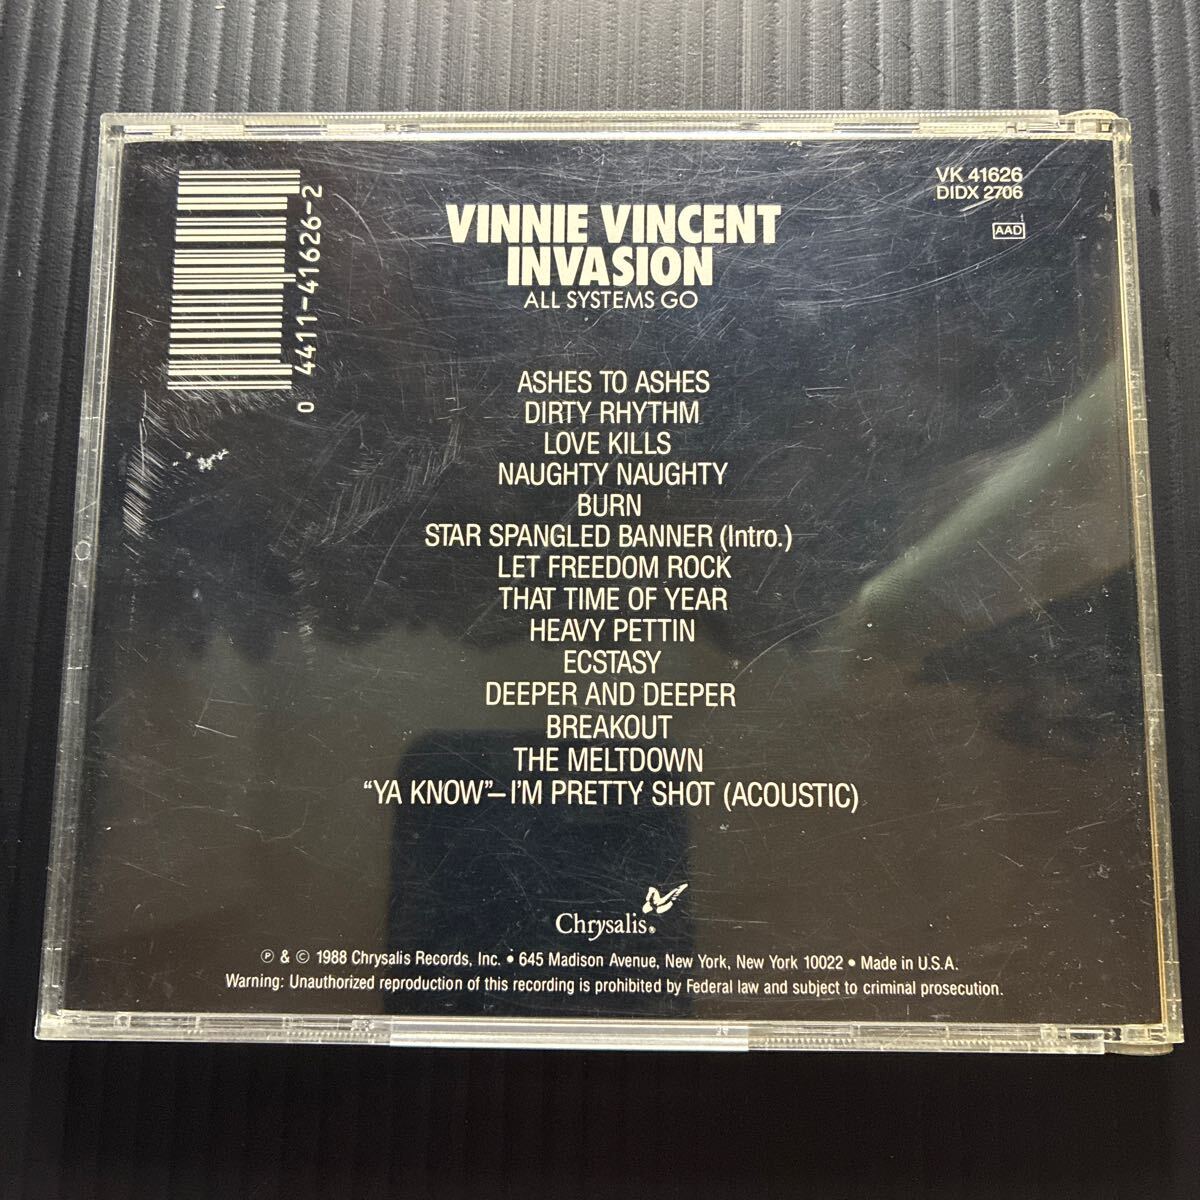 0 4411-41626-2
VK 41626
DIDX 2706
AAD
VINNIE VINCENT
INVASION
ALL SYSTEMS GO
ASHES TO ASHES
DIRTY RHYTHM
LOVE KILLS
NAUGHTY NAUGHTY
BURN
STAR SPANGLED BANNER (Intro.)
LET FREEDOM ROCK
THAT TIME OF YEAR
HEAVY PETTIN
ECSTASY
DEEPER AND DEEPER
BREAKOUT
THE MELTDOWN
“YA KNOW”–I'M PRETTY SHOT (ACOUSTIC)
Chrysalis®
℗ & © 1988 Chrysalis Records, Inc. • 645 Madison Avenue, New York, New York 10022 • Made in U.S.A.
Warning: Unauthorized reproduction of this recording is prohibited by Federal law and subject to criminal prosecution.